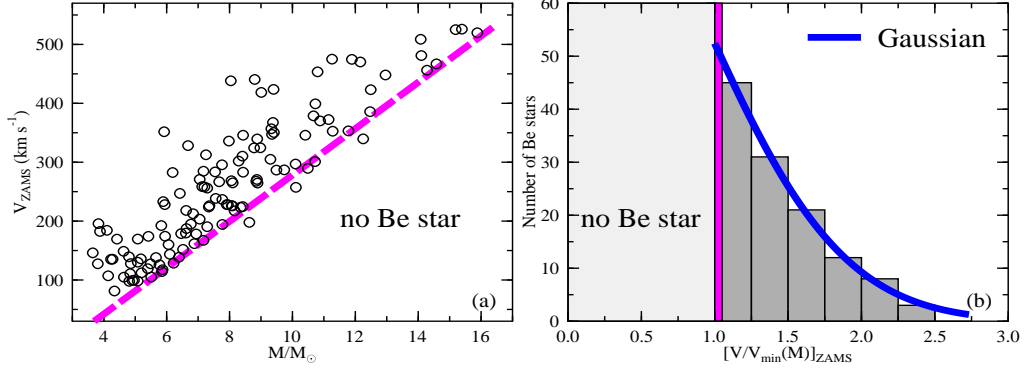 500
400
300
200
100
V_ZAMS (km s⁻¹)
no Be star
(a)
4 6 8 10 12 14 16
M/M☉
60
50
40
30
20
10
0
Number of Be stars
Gaussian
no Be star
(b)
0.0 0.5 1.0 1.5 2.0 2.5 3.0
[V/V_min(M)]_ZAMS